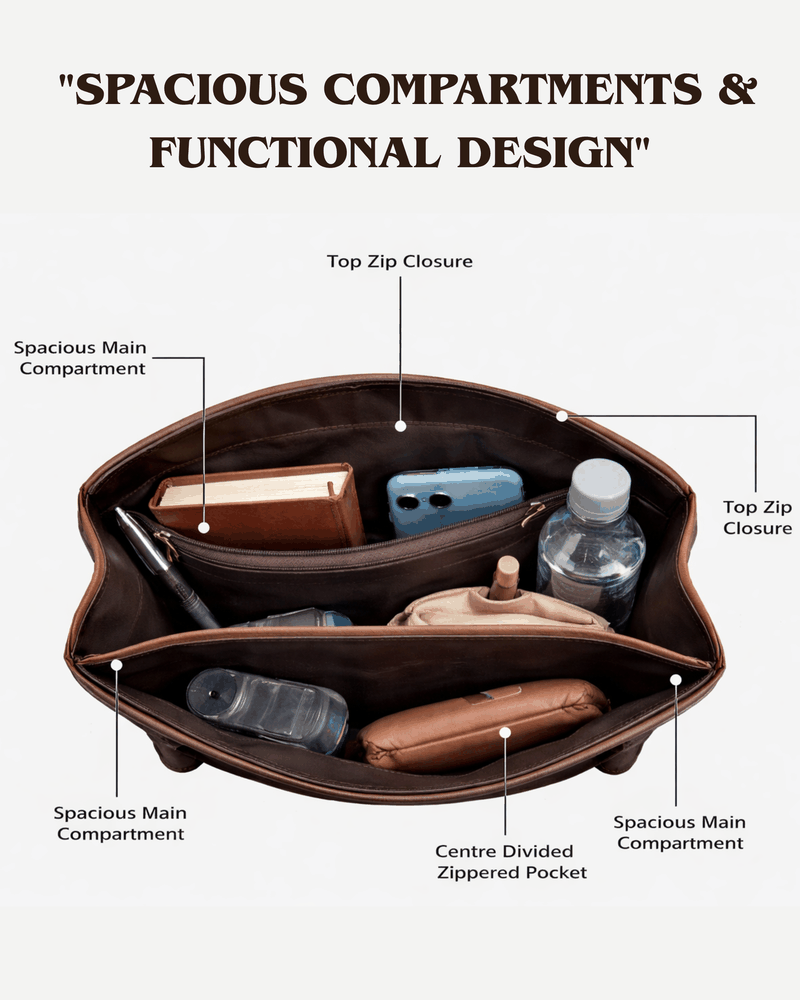 "SPACIOUS COMPARTMENTS &
FUNCTIONAL DESIGN"
Top Zip Closure
Spacious Main
Compartment
Top Zip
Closure
Spacious Main
Compartment
Spacious Main
Compartment
Centre Divided
Zippered Pocket